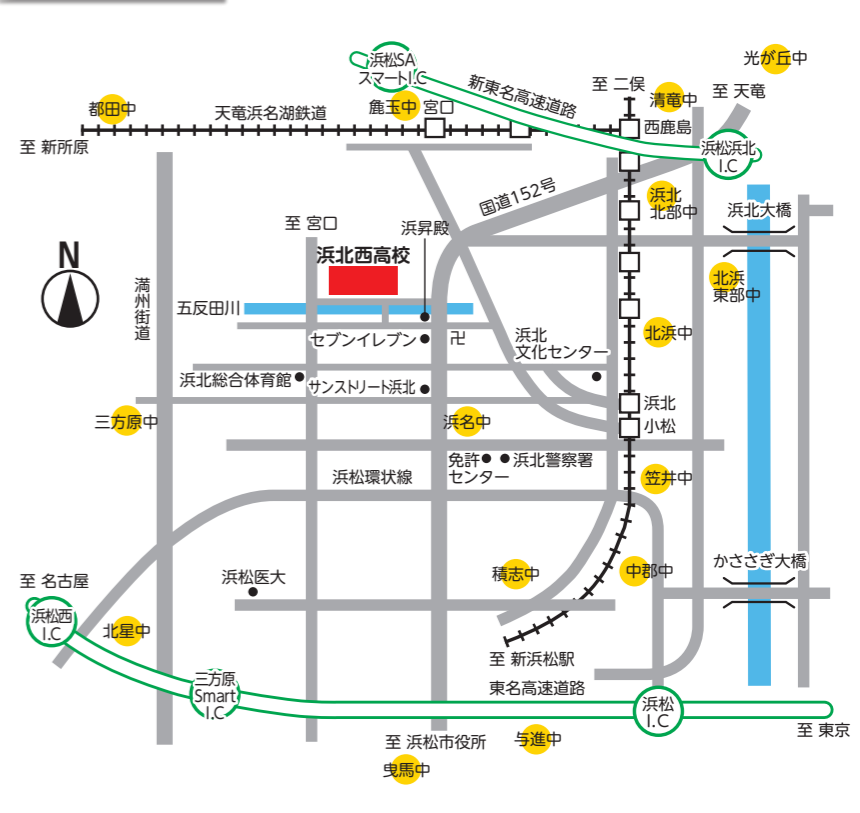 浜松SA
スマートI.C
光が丘中
新東名高速道路
至 二俣
清竜中
至 天竜
都田中
天竜浜名湖鉄道
麁玉中
宮口
西鹿島
至 新所原
浜松浜北
I.C
国道152号
浜北
北部中
浜北大橋
至 宮口
浜昇殿
N
浜北西高校
満州街道
五反田川
北浜
東部中
セブンイレブン
卍
浜北
文化センター
北浜中
浜北総合体育館
サンストリート浜北
浜北
三方原中
浜名中
小松
免許
センター
浜北警察署
浜松環状線
笠井中
至 名古屋
浜松医大
積志中
中郡中
かささぎ大橋
浜松西
I.C
北星中
至 新浜松駅
三方原
Smart
I.C
東名高速道路
浜松
I.C
至 東京
至 浜松市役所
与進中
曳馬中